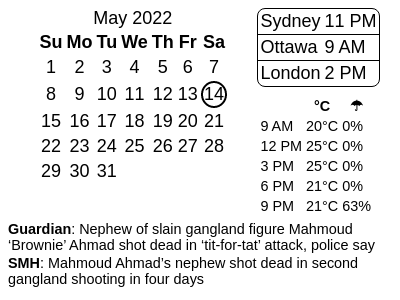 May 2022
Su Mo Tu We Th Fr Sa
1 2 3 4 5 6 7
8 9 10 11 12 13 14
15 16 17 18 19 20 21
22 23 24 25 26 27 28
29 30 31
Sydney 11 PM
Ottawa 9 AM
London 2 PM
°C ☂
9 AM 20°C 0%
12 PM 25°C 0%
3 PM 25°C 0%
6 PM 21°C 0%
9 PM 21°C 63%
Guardian: Nephew of slain gangland figure Mahmoud
‘Brownie’ Ahmad shot dead in ‘tit-for-tat’ attack, police say
SMH: Mahmoud Ahmad’s nephew shot dead in second
gangland shooting in four days